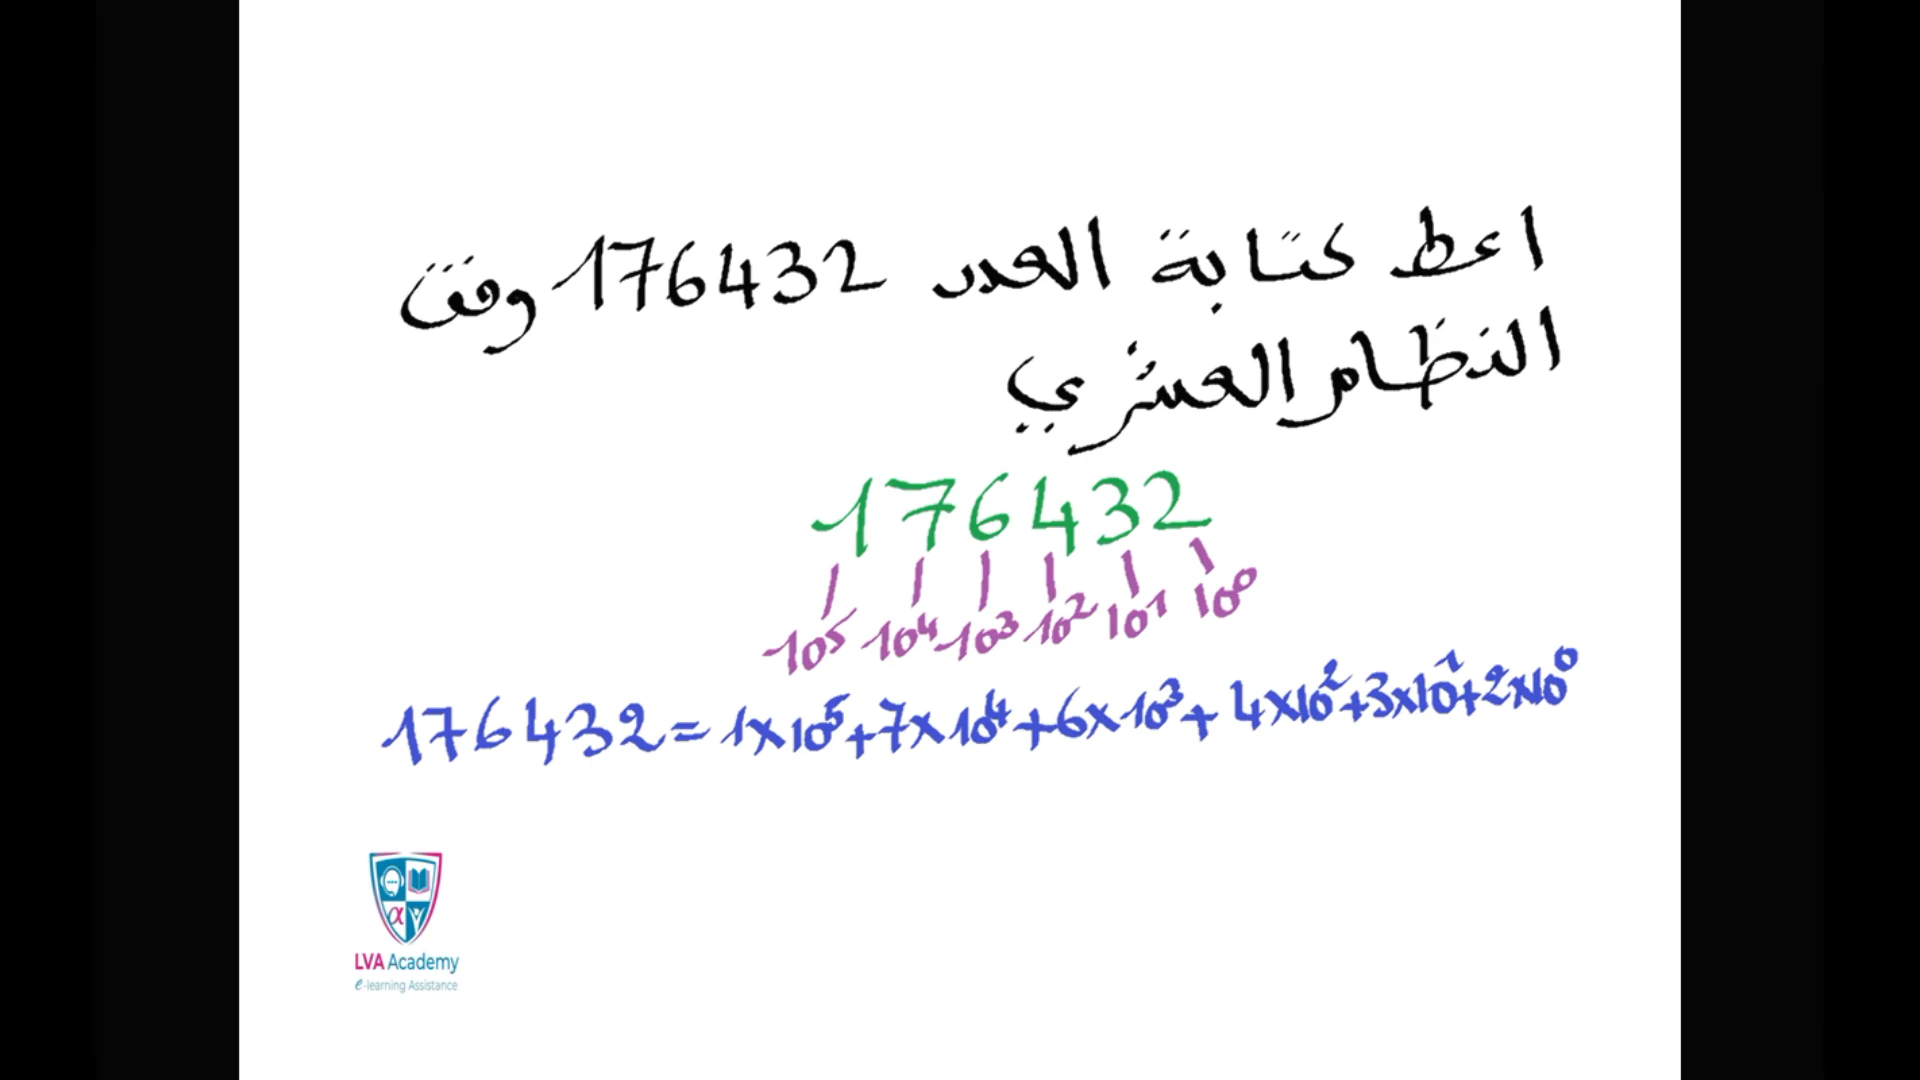 اعط كتابة العدد 176432 وفق
النظام العشري
176432
10⁵ 10⁴ 10³ 10² 10¹ 10⁰
176432 = 1×10⁵+7×10⁴+6×10³+4×10²+3×10¹+2×10⁰
LVA Academy
e-learning Assistance